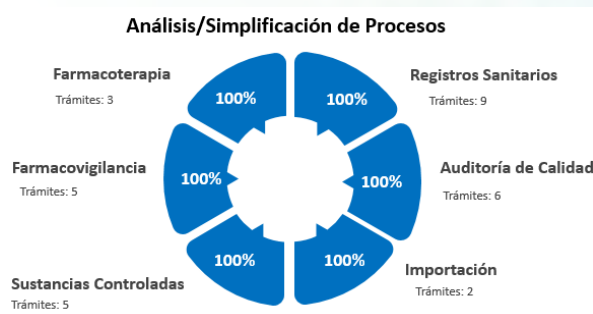 Análisis/Simplificación de Procesos
Farmacoterapia
Trámites: 3
100%
100%
Registros Sanitarios
Trámites: 9
Farmacovigilancia
Trámites: 5
100%
100%
Auditoría de Calidad
Trámites: 6
Sustancias Controladas
Trámites: 5
100%
100%
Importación
Trámites: 2